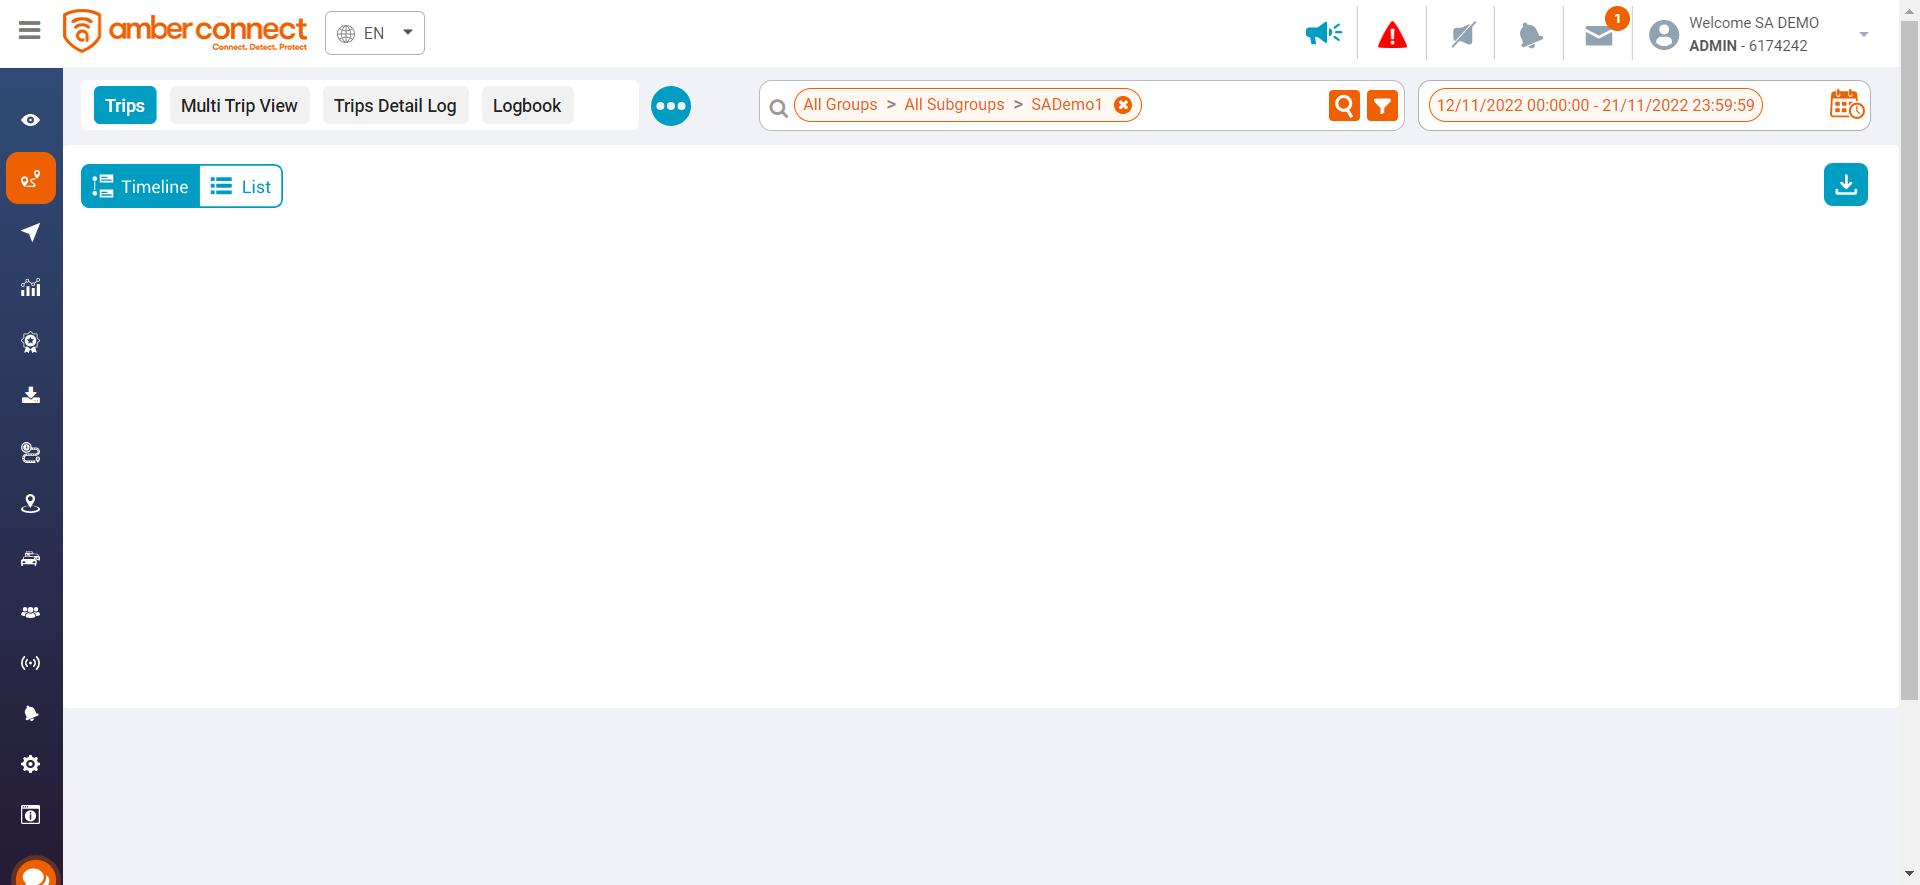 amber connect
Connect. Detect. Protect
EN
1
Welcome SA DEMO
ADMIN - 6174242
Trips
Multi Trip View
Trips Detail Log
Logbook
All Groups > All Subgroups > SADemo1
12/11/2022 00:00:00 - 21/11/2022 23:59:59
Timeline
List